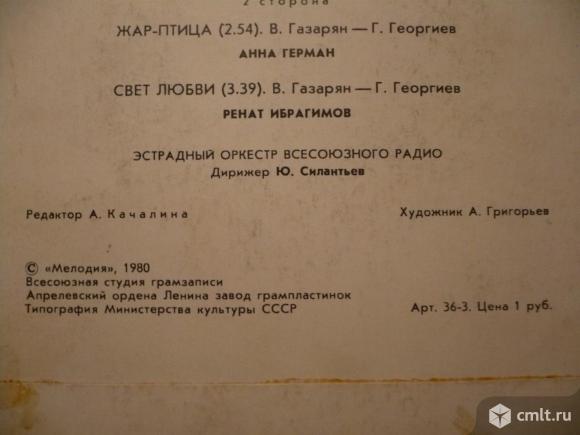 2 сторона
ЖАР-ПТИЦА (2.54). В. Газарян — Г. Георгиев
АННА ГЕРМАН
СВЕТ ЛЮБВИ (3.39). В. Газарян — Г. Георгиев
РЕНАТ ИБРАГИМОВ
ЭСТРАДНЫЙ ОРКЕСТР ВСЕСОЮЗНОГО РАДИО
Дирижер Ю. Силантьев
Редактор А. Качалина
Художник А. Григорьев
© «Мелодия», 1980
Всесоюзная студия грамзаписи
Апрелевский ордена Ленина завод грампластинок
Типография Министерства культуры СССР
Арт. 36-3. Цена 1 руб.
cmlt.ru